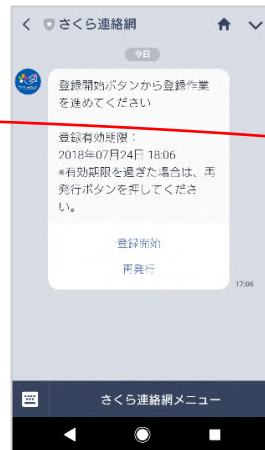 さくら連絡網
今日
登録開始ボタンから登録作業
を進めてください
登録有効期限：
2018年07月24日 18:06
*有効期限を過ぎた場合は、再
発行ボタンを押してくださ
い。
登録開始
再発行
17:06
さくら連絡網メニュー